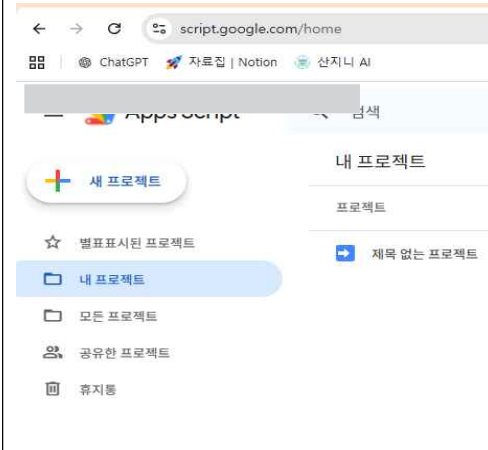 script.google.com/home
ChatGPT 자료집 | Notion 산지니 AI
Apps Script 검색
새 프로젝트
내 프로젝트
프로젝트
별표표시된 프로젝트
제목 없는 프로젝트
내 프로젝트
모든 프로젝트
공유한 프로젝트
휴지통